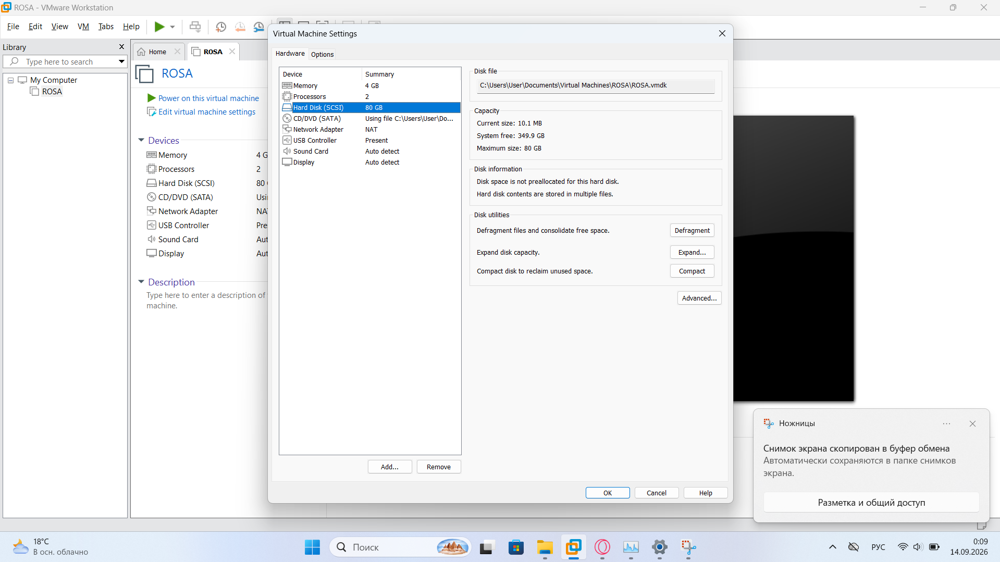 ROSA - VMware Workstation
File Edit View VM Tabs Help
Library
Type here to search
My Computer
ROSA
Home
ROSA
ROSA
Power on this virtual machine
Edit virtual machine settings
Devices
Memory 4 G
Processors 2
Hard Disk (SCSI) 80
CD/DVD (SATA) Usi
Network Adapter NA
USB Controller Pre
Sound Card Aut
Display Aut
Description
Type here to enter a description of
machine.
Virtual Machine Settings
Hardware Options
Device Summary
Memory 4 GB
Processors 2
Hard Disk (SCSI) 80 GB
CD/DVD (SATA) Using file C:\Users\User\Do...
Network Adapter NAT
USB Controller Present
Sound Card Auto detect
Display Auto detect
Add... Remove
Disk file
C:\Users\User\Documents\Virtual Machines\ROSA\ROSA.vmdk
Capacity
Current size: 10.1 MB
System free: 349.9 GB
Maximum size: 80 GB
Disk information
Disk space is not preallocated for this hard disk.
Hard disk contents are stored in multiple files.
Disk utilities
Defragment files and consolidate free space. Defragment
Expand disk capacity. Expand...
Compact disk to reclaim unused space. Compact
Advanced...
OK Cancel Help
Ножницы
Снимок экрана скопирован в буфер обмена
Автоматически сохраняются в папке снимков
экрана.
Разметка и общий доступ
18°C
В осн. облачно
Поиск
РУС
0:09
14.09.2026